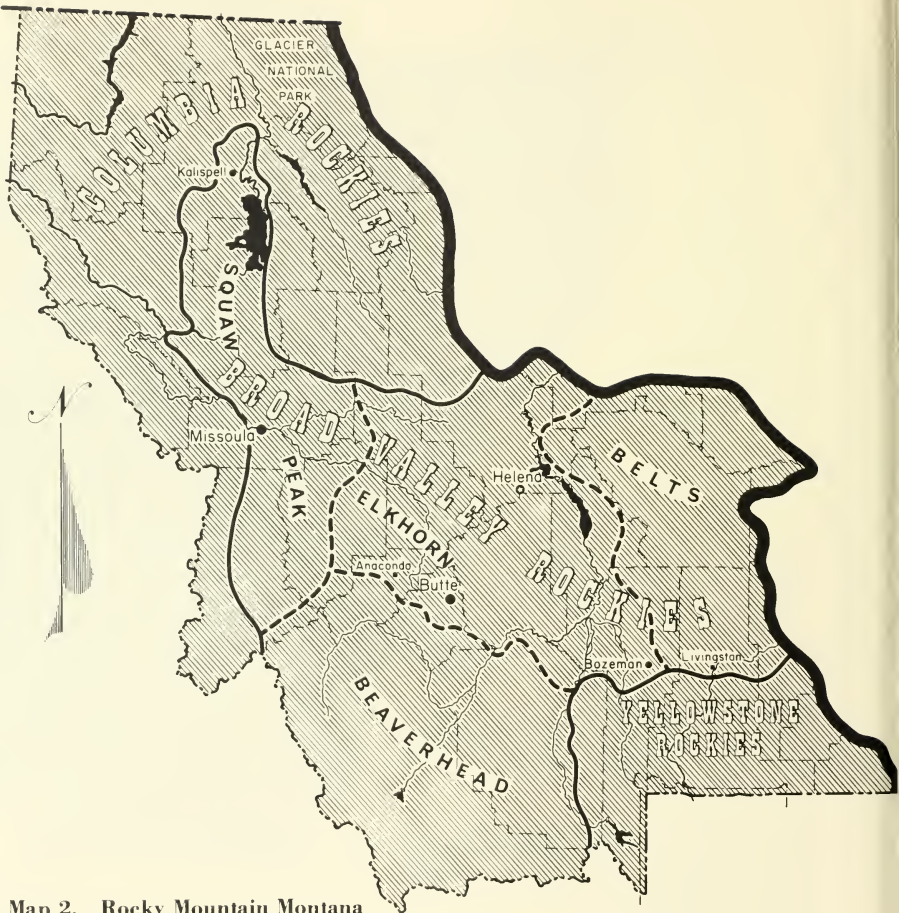 GLACIER
NATIONAL
PARK
COLUMBIA ROCKIES
Kalispell
SQUAW PEAK
BROAD VALLEY ROCKIES
Missoula
Helena
BELTS
ELKHORN
Anaconda
Butte
Bozeman
Livingston
BEAVERHEAD
YELLOWSTONE
ROCKIES
N
Map 2. Rocky Mountain Montana